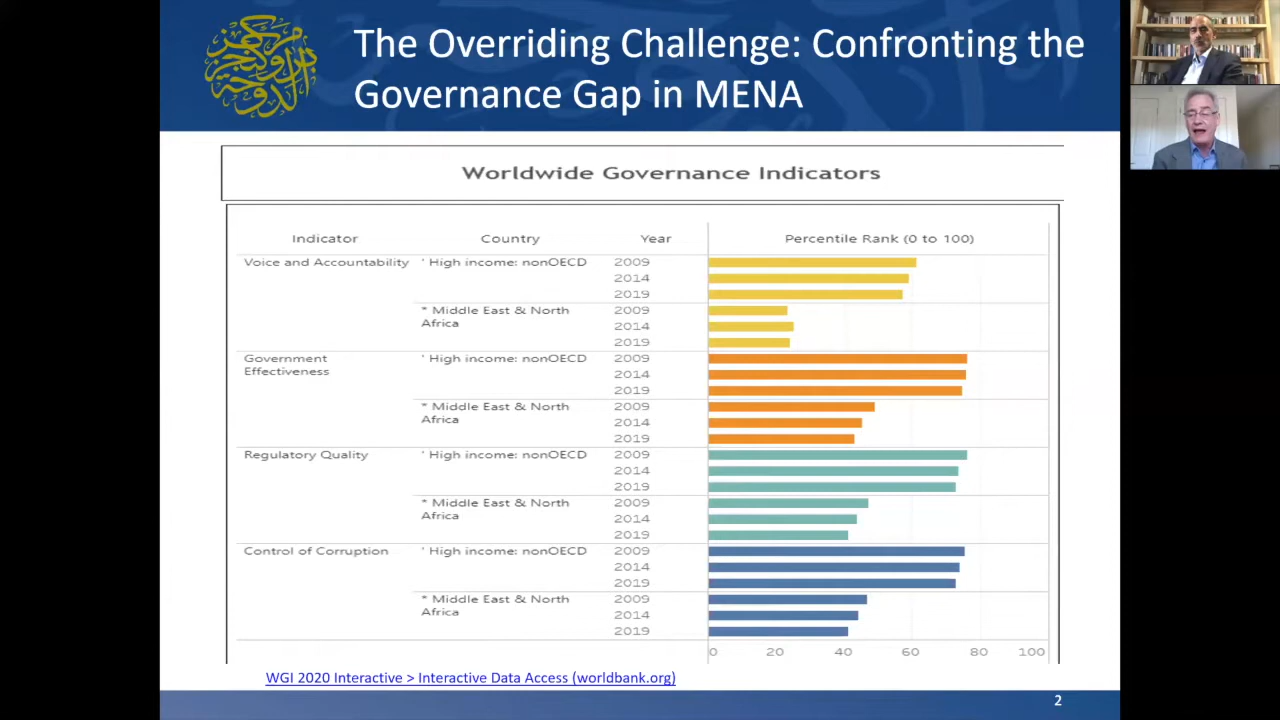 مركز بروكنجز الدوحة
The Overriding Challenge: Confronting the
Governance Gap in MENA
Worldwide Governance Indicators
Indicator Country Year Percentile Rank (0 to 100)
Voice and Accountability ' High income: nonOECD 2009
2014
2019
* Middle East & North 2009
Africa 2014
2019
Government ' High income: nonOECD 2009
Effectiveness 2014
2019
* Middle East & North 2009
Africa 2014
2019
Regulatory Quality ' High income: nonOECD 2009
2014
2019
* Middle East & North 2009
Africa 2014
2019
Control of Corruption ' High income: nonOECD 2009
2014
2019
* Middle East & North 2009
Africa 2014
2019
0 20 40 60 80 100
WGI 2020 Interactive > Interactive Data Access (worldbank.org)
2